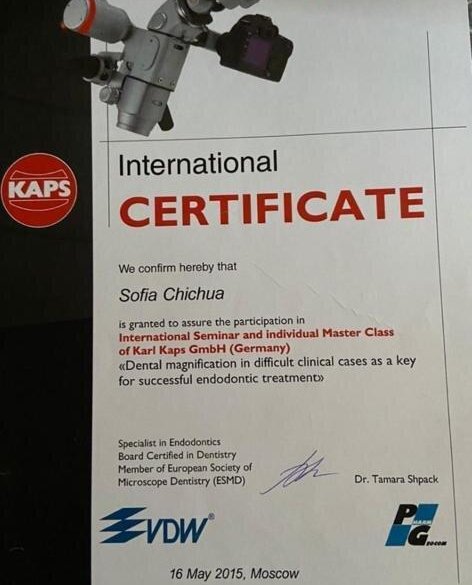 KAPS
International
CERTIFICATE
We confirm hereby that
Sofia Chichua
is granted to assure the participation in
International Seminar and individual Master Class
of Karl Kaps GmbH (Germany)
«Dental magnification in difficult clinical cases as a key
for successful endodontic treatment»
Specialist in Endodontics
Board Certified in Dentistry
Member of European Society of
Microscope Dentistry (ESMD)
Dr. Tamara Shpack
VDW®
P
G
16 May 2015, Moscow